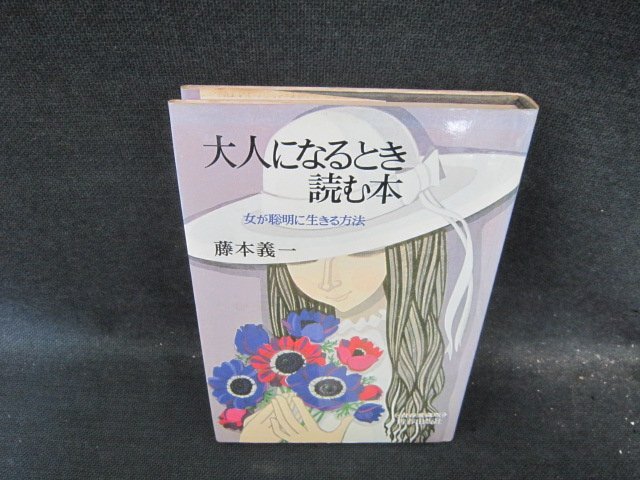 大人になるとき
読む本
女が聡明に生きる方法
藤本義一